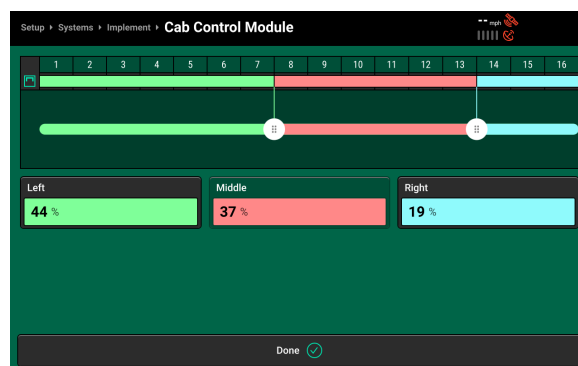 Setup › Systems › Implement › Cab Control Module
-- mph
1 2 3 4 5 6 7 8 9 10 11 12 13 14 15 16
Left Middle Right
44 % 37 % 19 %
Done